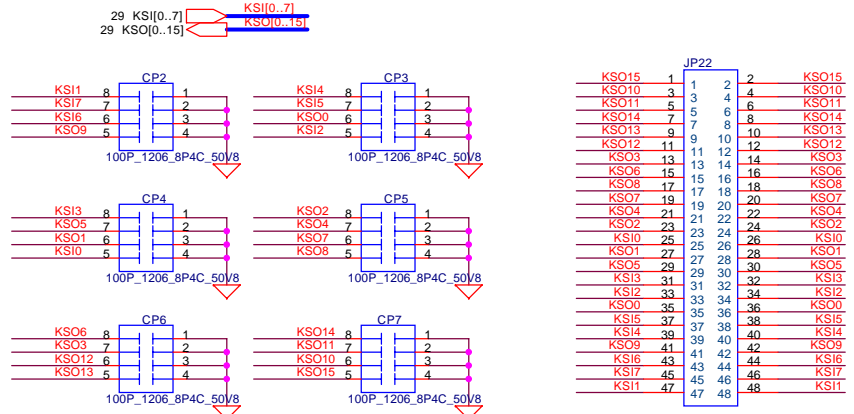 29 KSI[0..7] KSI[0..7]
29 KSO[0..15] KSO[0..15]
CP2
KSI1 8 1
KSI7 7 2
KSI6 6 3
KSO9 5 4
100P_1206_8P4C_50V8
CP3
KSI4 8 1
KSI5 7 2
KSO0 6 3
KSI2 5 4
100P_1206_8P4C_50V8
CP4
KSI3 8 1
KSO5 7 2
KSO1 6 3
KSI0 5 4
100P_1206_8P4C_50V8
CP5
KSO2 8 1
KSO4 7 2
KSO7 6 3
KSO8 5 4
100P_1206_8P4C_50V8
CP6
KSO6 8 1
KSO3 7 2
KSO12 6 3
KSO13 5 4
100P_1206_8P4C_50V8
CP7
KSO14 8 1
KSO11 7 2
KSO10 6 3
KSO15 5 4
100P_1206_8P4C_50V8
JP22
KSO15 1 1 2 2 KSO15
KSO10 3 3 4 4 KSO10
KSO11 5 5 6 6 KSO11
KSO14 7 7 8 8 KSO14
KSO13 9 9 10 10 KSO13
KSO12 11 11 12 12 KSO12
KSO3 13 13 14 14 KSO3
KSO6 15 15 16 16 KSO6
KSO8 17 17 18 18 KSO8
KSO7 19 19 20 20 KSO7
KSO4 21 21 22 22 KSO4
KSO2 23 23 24 24 KSO2
KSI0 25 25 26 26 KSI0
KSO1 27 27 28 28 KSO1
KSO5 29 29 30 30 KSO5
KSI3 31 31 32 32 KSI3
KSI2 33 33 34 34 KSI2
KSO0 35 35 36 36 KSO0
KSI5 37 37 38 38 KSI5
KSI4 39 39 40 40 KSI4
KSO9 41 41 42 42 KSO9
KSI6 43 43 44 44 KSI6
KSI7 45 45 46 46 KSI7
KSI1 47 47 48 48 KSI1